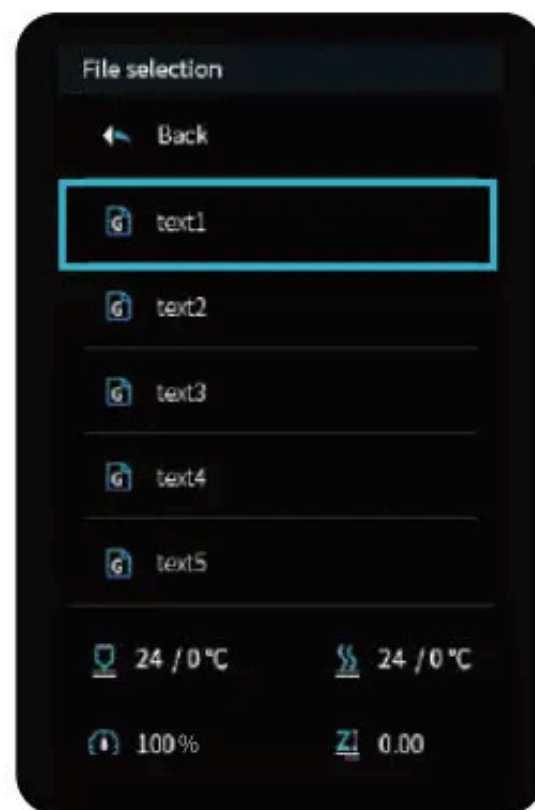 File selection
Back
G text1
G text2
G text3
G text4
G text5
24 / 0 °C 24 / 0 °C
100% Z 0.00